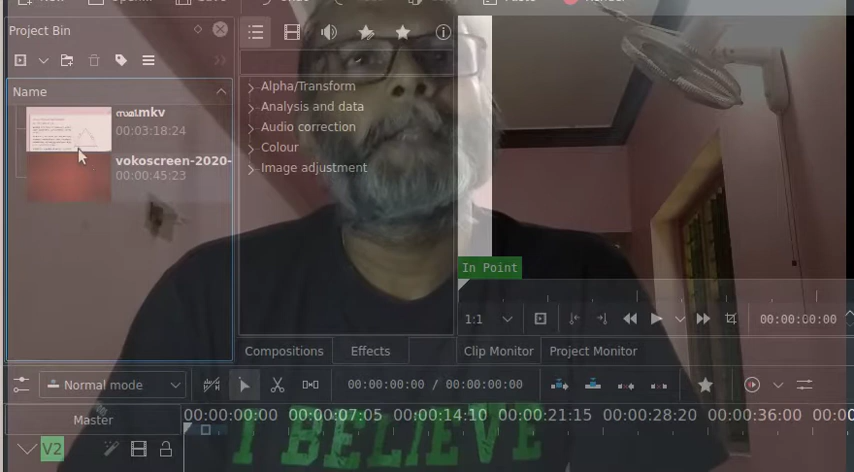 Project Bin
Name
.mkv
00:03:18:24
vokoscreen-2020-
00:00:45:23
Alpha/Transform
Analysis and data
Audio correction
Colour
Image adjustment
In Point
1:1
00:00:00:00
Compositions
Effects
Clip Monitor
Project Monitor
Normal mode
00:00:00:00 / 00:00:00:00
Master
00:00:00:00 00:00:07:05 00:00:14:10 00:00:21:15 00:00:28:20 00:00:36:00 00:0
V2
I BELIEVE